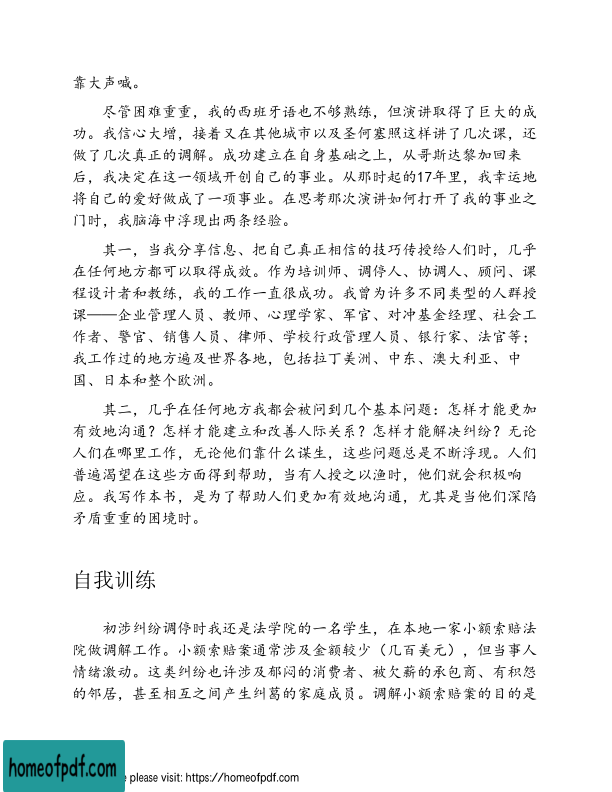 靠大声喊。
尽管困难重重，我的西班牙语也不够熟练，但演讲取得了巨大的成
功。我信心大增，接着又在其他城市以及圣何塞照这样讲了几次课，还
做了几次真正的调解。成功建立在自身基础之上，从哥斯达黎加回来
后，我决定在这一领域开创自己的事业。从那时起的17年里，我幸运地
将自己的爱好做成了一项事业。在思考那次演讲如何打开了我的事业之
门时，我脑海中浮现出两条经验。
其一，当我分享信息、把自己真正相信的技巧传授给人们时，几乎
在任何地方都可以取得成效。作为培训师、调停人、协调人、顾问、课
程设计者和教练，我的工作一直很成功。我曾为许多不同类型的人群授
课——企业管理人员、教师、心理学家、军官、对冲基金经理、社会工
作者、警官、销售人员、律师、学校行政管理人员、银行家、法官等；
我工作过的地方遍及世界各地，包括拉丁美洲、中东、澳大利亚、中
国、日本和整个欧洲。
其二，几乎在任何地方我都会被问到几个基本问题：怎样才能更加
有效地沟通？怎样才能建立和改善人际关系？怎样才能解决纠纷？无论
人们在哪里工作，无论他们靠什么谋生，这些问题总是不断浮现。人们
普遍渴望在这些方面得到帮助，当有人授之以渔时，他们就会积极响
应。我写作本书，是为了帮助人们更加有效地沟通，尤其是当他们深陷
矛盾重重的困境时。
自我训练
初涉纠纷调停时我还是法学院的一名学生，在本地一家小额索赔法
院做调解工作。小额索赔案通常涉及金额较少（几百美元），但当事人
情绪激动。这类纠纷也许涉及郁闷的消费者、被欠薪的承包商、有积怨
的邻居，甚至相互之间产生纠葛的家庭成员。调解小额索赔案的目的是
homeofpdf.com
e please visit: https://homeofpdf.com